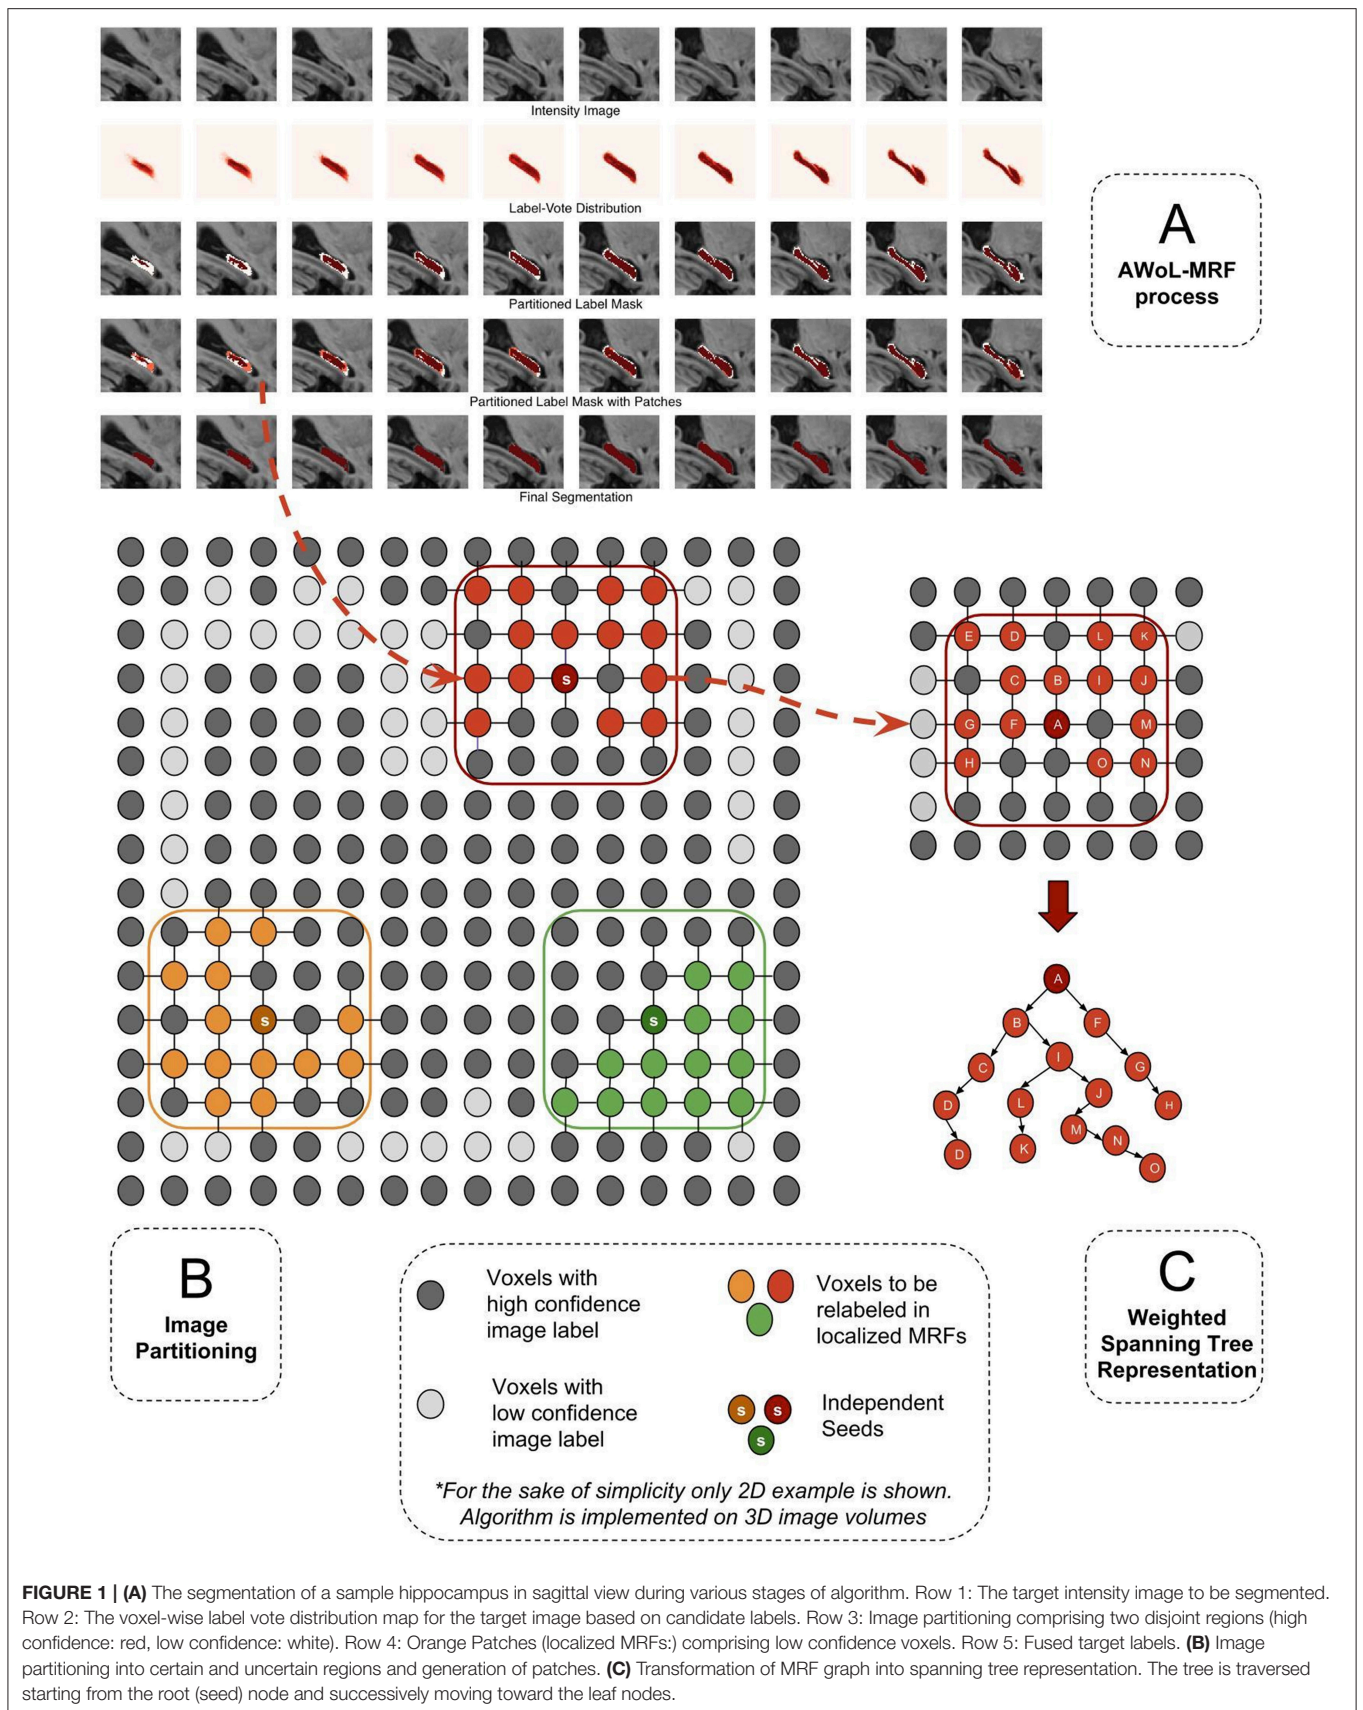 Intensity Image
Label-Vote Distribution
Partitioned Label Mask
Partitioned Label Mask with Patches
Final Segmentation
A
AWoL-MRF
process
s
E D L K
C B I J
G F A M
H O N
s
s
A
B F
C I G
D L J H
D K M N O
B
Image
Partitioning
Voxels with
high confidence
image label
Voxels to be
relabeled in
localized MRFs
Voxels with
low confidence
image label
s s
s
Independent
Seeds
*For the sake of simplicity only 2D example is shown.
Algorithm is implemented on 3D image volumes
C
Weighted
Spanning Tree
Representation
FIGURE 1 | (A) The segmentation of a sample hippocampus in sagittal view during various stages of algorithm. Row 1: The target intensity image to be segmented.
Row 2: The voxel-wise label vote distribution map for the target image based on candidate labels. Row 3: Image partitioning comprising two disjoint regions (high
confidence: red, low confidence: white). Row 4: Orange Patches (localized MRFs:) comprising low confidence voxels. Row 5: Fused target labels. (B) Image
partitioning into certain and uncertain regions and generation of patches. (C) Transformation of MRF graph into spanning tree representation. The tree is traversed
starting from the root (seed) node and successively moving toward the leaf nodes.